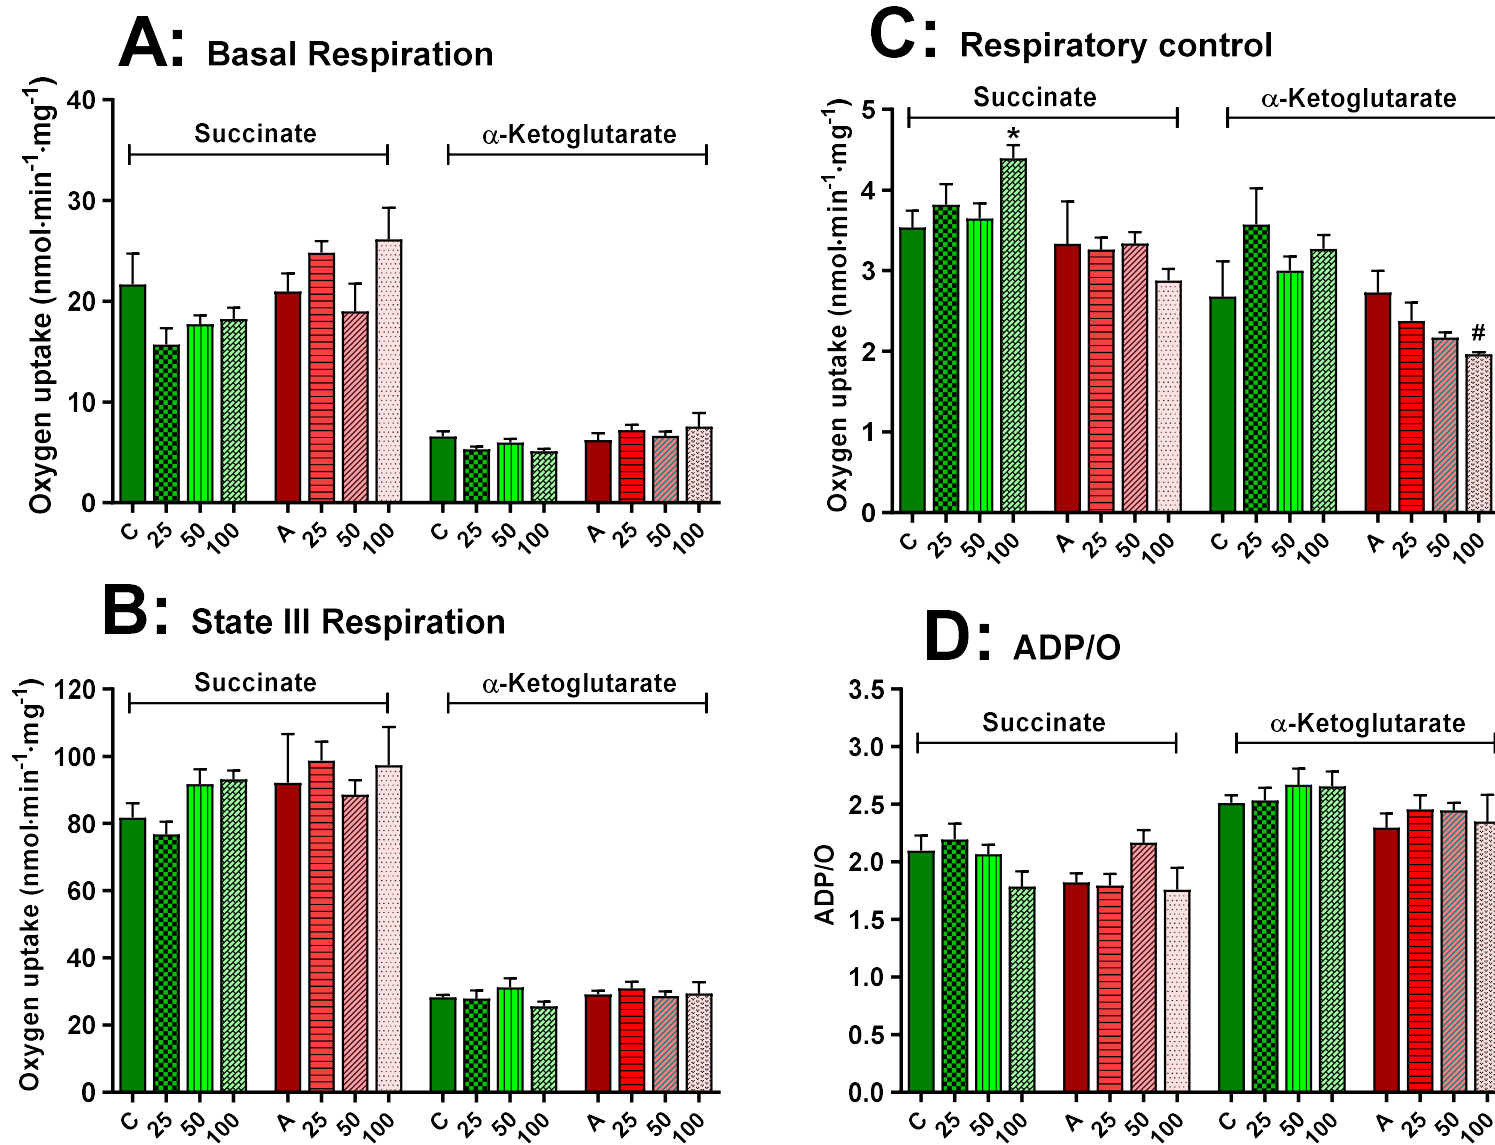 A: Basal Respiration
Oxygen uptake (nmol·min-1·mg-1)
40
30
20
10
0
Succinate
α-Ketoglutarate
C 25 50 100 A 25 50 100 C 25 50 100 A 25 50 100
B: State III Respiration
Oxygen uptake (nmol·min-1·mg-1)
120
100
80
60
40
20
0
Succinate
α-Ketoglutarate
C 25 50 100 A 25 50 100 C 25 50 100 A 25 50 100
C: Respiratory control
Oxygen uptake (nmol·min-1·mg-1)
5
4
3
2
1
0
Succinate
α-Ketoglutarate
*
#
C 25 50 100 A 25 50 100 C 25 50 100 A 25 50 100
D: ADP/O
ADP/O
3.5
3.0
2.5
2.0
1.5
1.0
0.5
0.0
Succinate
α-Ketoglutarate
C 25 50 100 A 25 50 100 C 25 50 100 A 25 50 100